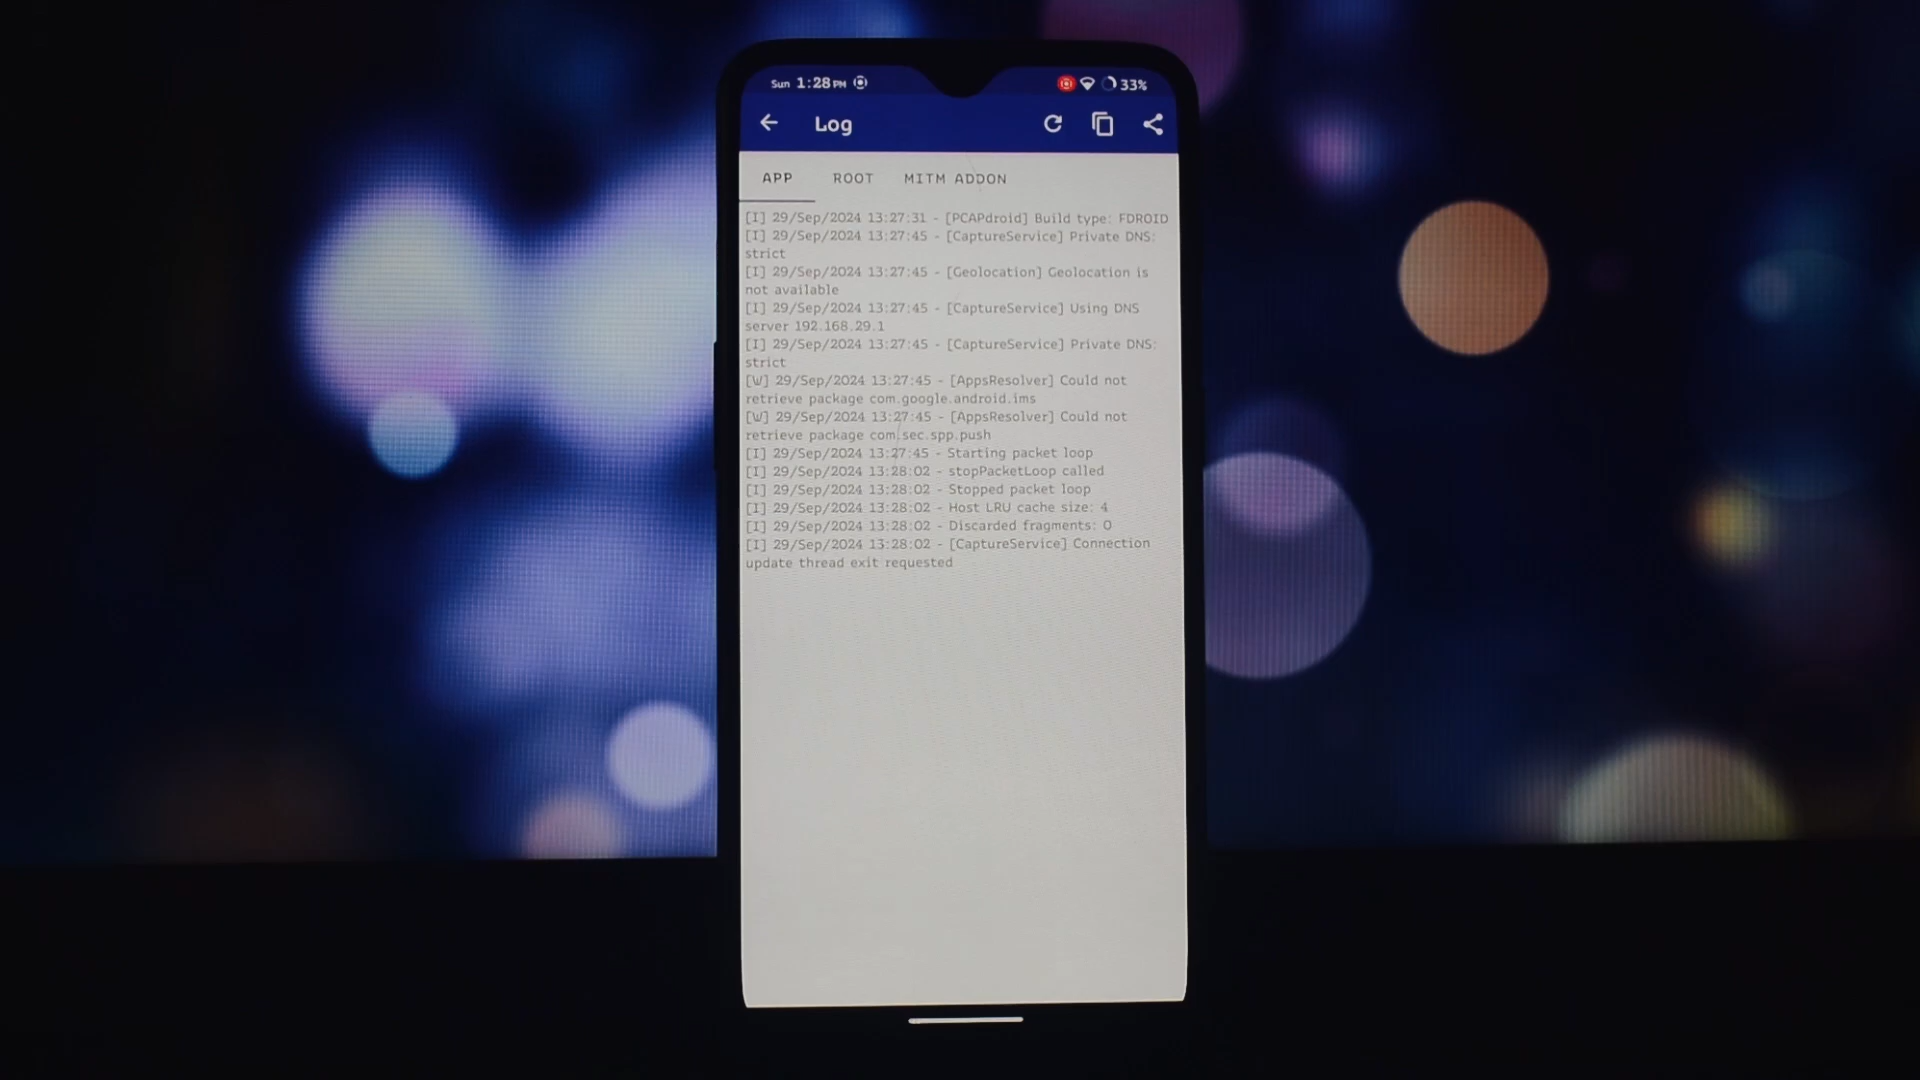 Sun 1:28 PM 33%
Log
APP ROOT MITM ADDON
[I] 29/Sep/2024 13:27:31 - [PCAPdroid] Build type: FDROID
[I] 29/Sep/2024 13:27:45 - [CaptureService] Private DNS:
strict
[I] 29/Sep/2024 13:27:45 - [Geolocation] Geolocation is
not available
[I] 29/Sep/2024 13:27:45 - [CaptureService] Using DNS
server 192.168.29.1
[I] 29/Sep/2024 13:27:45 - [CaptureService] Private DNS:
strict
[W] 29/Sep/2024 13:27:45 - [AppsResolver] Could not
retrieve package com.google.android.ims
[W] 29/Sep/2024 13:27:45 - [AppsResolver] Could not
retrieve package com.sec.spp.push
[I] 29/Sep/2024 13:27:45 - Starting packet loop
[I] 29/Sep/2024 13:28:02 - stopPacketLoop called
[I] 29/Sep/2024 13:28:02 - Stopped packet loop
[I] 29/Sep/2024 13:28:02 - Host LRU cache size: 4
[I] 29/Sep/2024 13:28:02 - Discarded fragments: 0
[I] 29/Sep/2024 13:28:02 - [CaptureService] Connection
update thread exit requested